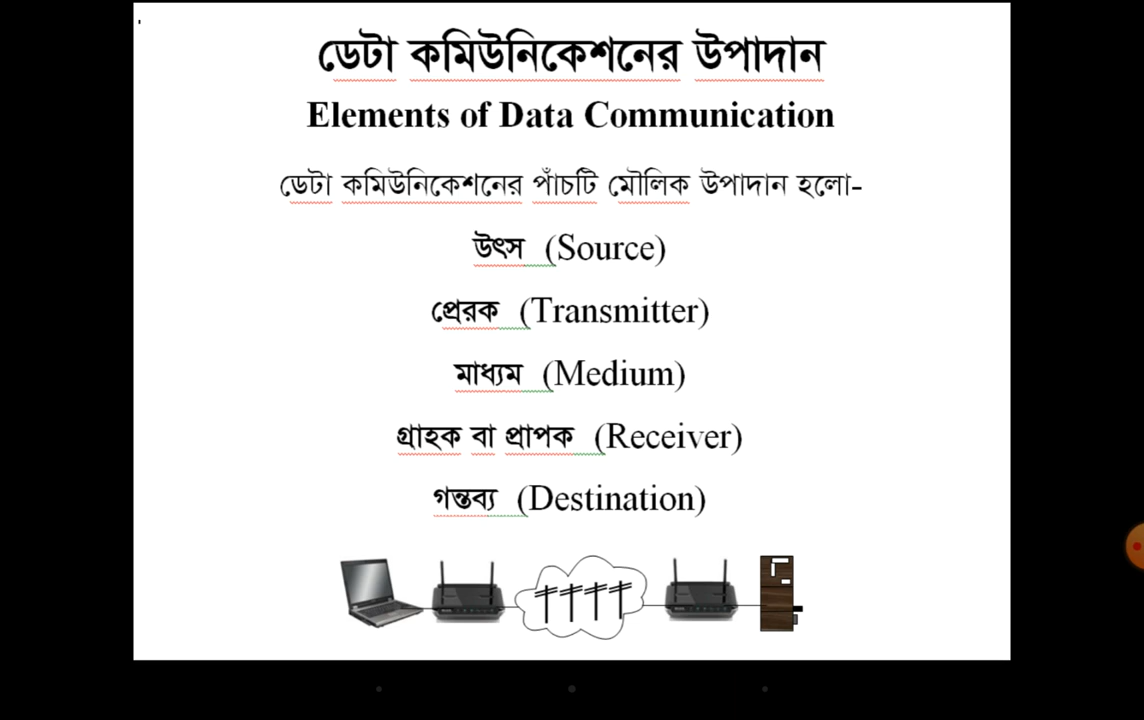 ডেটা কমিউনিকেশনের উপাদান
Elements of Data Communication
ডেটা কমিউনিকেশনের পাঁচটি মৌলিক উপাদান হলো-
উৎস (Source)
প্রেরক (Transmitter)
মাধ্যম (Medium)
গ্রাহক বা প্রাপক (Receiver)
গন্তব্য (Destination)